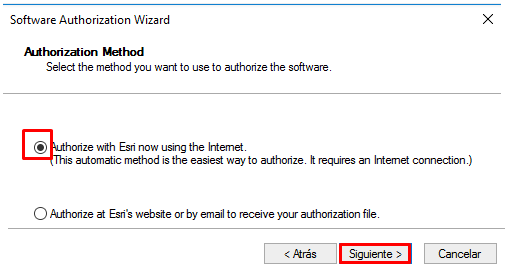 Software Authorization Wizard
Authorization Method
Select the method you want to use to authorize the software.
Authorize with Esri now using the Internet.
(This automatic method is the easiest way to authorize. It requires an Internet connection.)
Authorize at Esri's website or by email to receive your authorization file.
< Atrás
Siguiente >
Cancelar